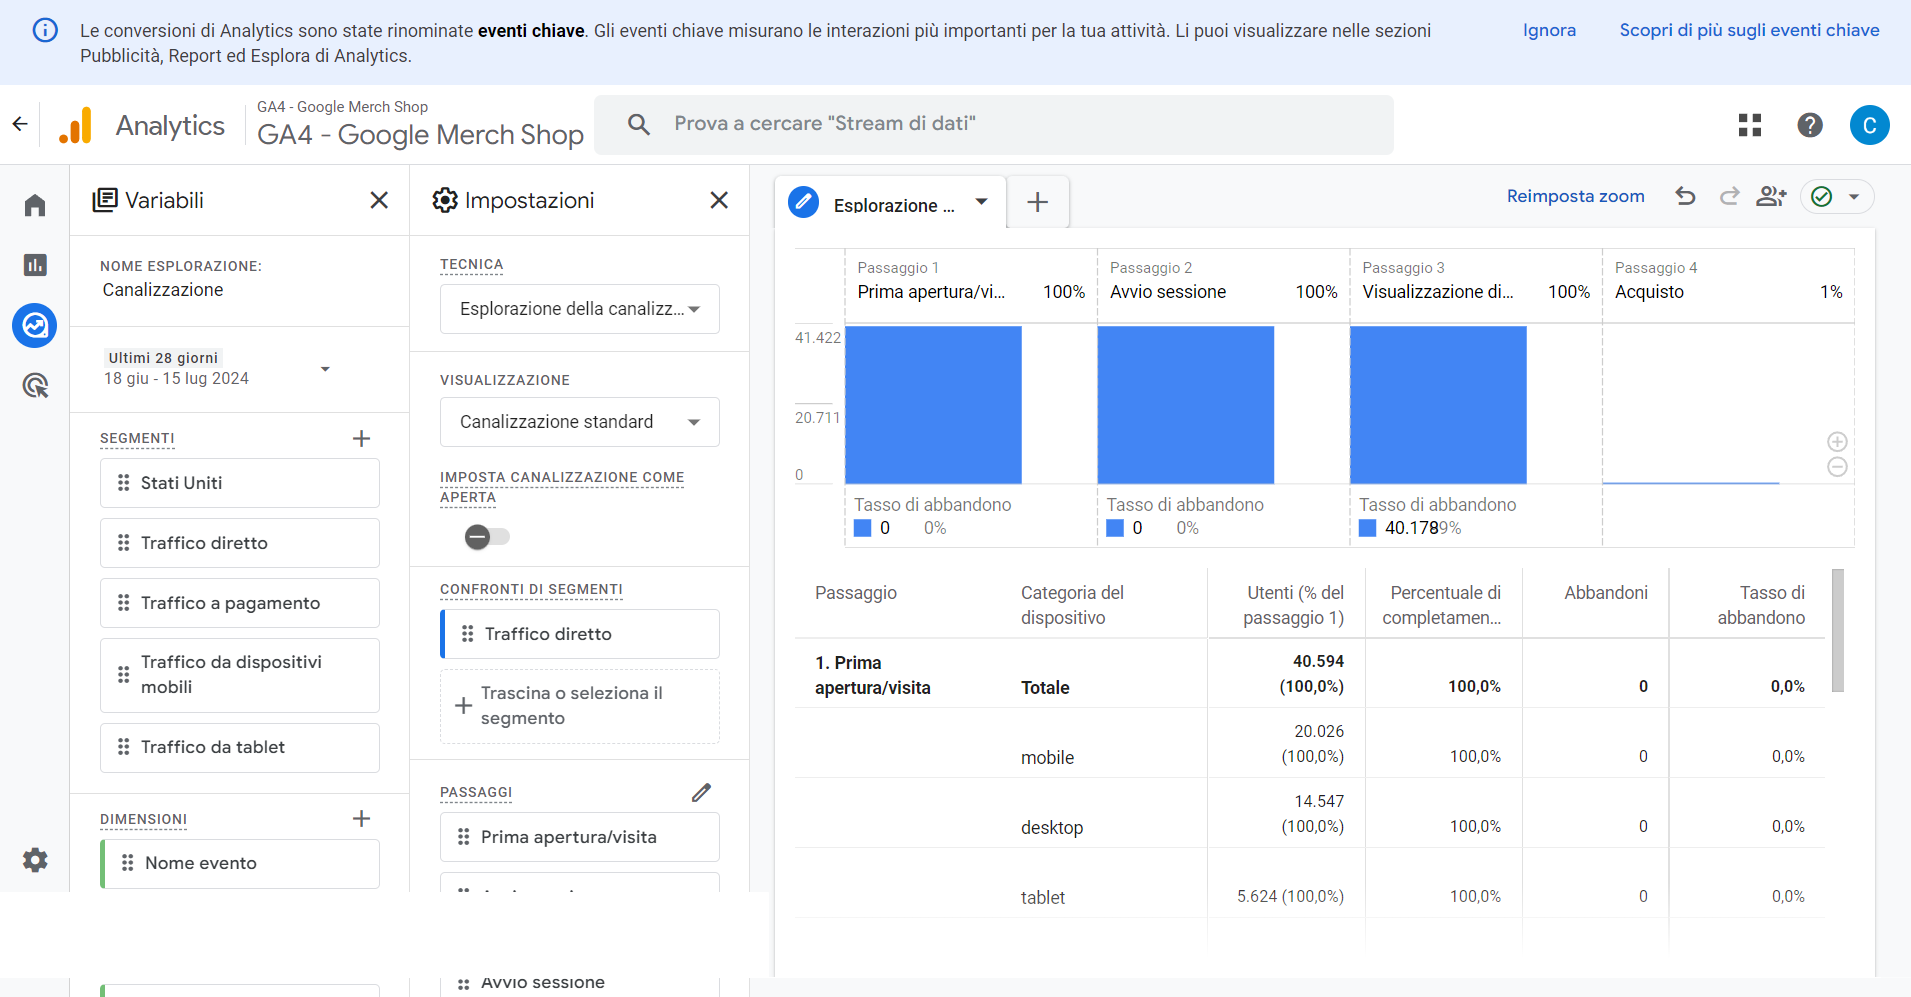 Le conversioni di Analytics sono state rinominate eventi chiave. Gli eventi chiave misurano le interazioni più importanti per la tua attività. Li puoi visualizzare nelle sezioni
Pubblicità, Report ed Esplora di Analytics.
Ignora
Scopri di più sugli eventi chiave
Analytics
GA4 - Google Merch Shop
GA4 - Google Merch Shop
Prova a cercare "Stream di dati"
C
Variabili
NOME ESPLORAZIONE:
Canalizzazione
Ultimi 28 giorni
18 giu - 15 lug 2024
SEGMENTI
Stati Uniti
Traffico diretto
Traffico a pagamento
Traffico da dispositivi
mobili
Traffico da tablet
DIMENSIONI
Nome evento
Impostazioni
TECNICA
Esplorazione della canalizz...
VISUALIZZAZIONE
Canalizzazione standard
IMPOSTA CANALIZZAZIONE COME
APERTA
CONFRONTI DI SEGMENTI
Traffico diretto
Trascina o seleziona il
segmento
PASSAGGI
Prima apertura/visita
Avvio sessione
Esplorazione ...
Reimposta zoom
Passaggio 1
Prima apertura/vi... 100%
Passaggio 2
Avvio sessione 100%
Passaggio 3
Visualizzazione di... 100%
Passaggio 4
Acquisto 1%
41.422
20.711
0
Tasso di abbandono
0 0%
Tasso di abbandono
0 0%
Tasso di abbandono
40.178 9%
Passaggio
Categoria del
dispositivo
Utenti (% del
passaggio 1)
Percentuale di
completamen...
Abbandoni
Tasso di
abbandono
1. Prima
apertura/visita
Totale
40.594
(100,0%)
100,0%
0
0,0%
mobile
20.026
(100,0%)
100,0%
0
0,0%
desktop
14.547
(100,0%)
100,0%
0
0,0%
tablet
5.624 (100,0%)
100,0%
0
0,0%